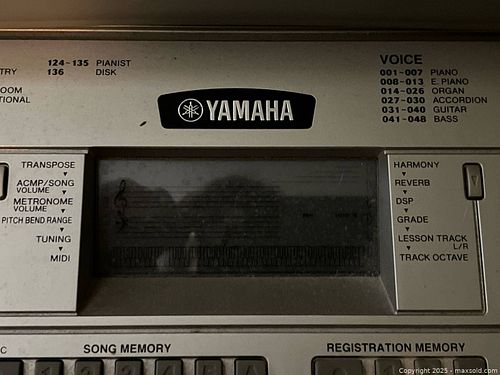 124~135 PIANIST
136 DISK
TRY
OOM
TIONAL
YAMAHA
VOICE
001~007 PIANO
008~013 E. PIANO
014~026 ORGAN
027~030 ACCORDION
031~040 GUITAR
041~048 BASS
TRANSPOSE
ACMP/SONG
VOLUME
METRONOME
VOLUME
PITCH BEND RANGE
TUNING
MIDI
HARMONY
REVERB
DSP
GRADE
LESSON TRACK
L/R
TRACK OCTAVE
C
SONG MEMORY
REGISTRATION MEMORY
Copyright 2025 - maxsold.com